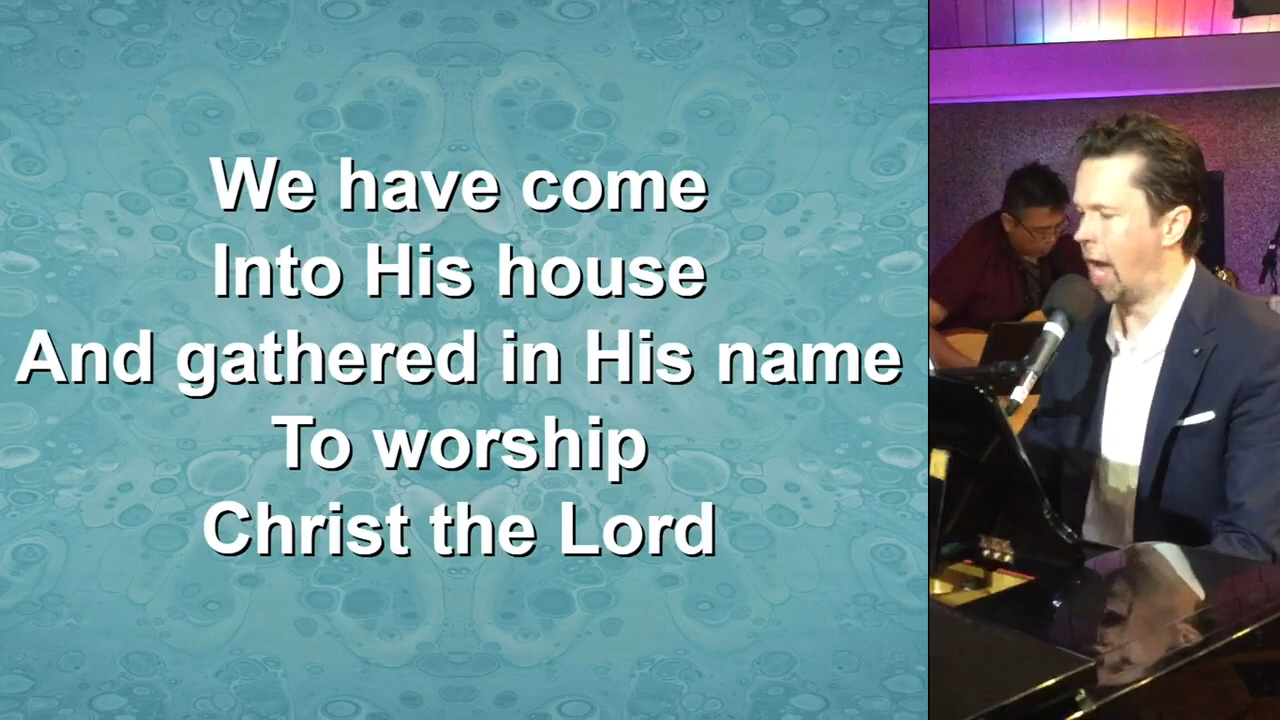 We have come
Into His house
And gathered in His name
To worship
Christ the Lord